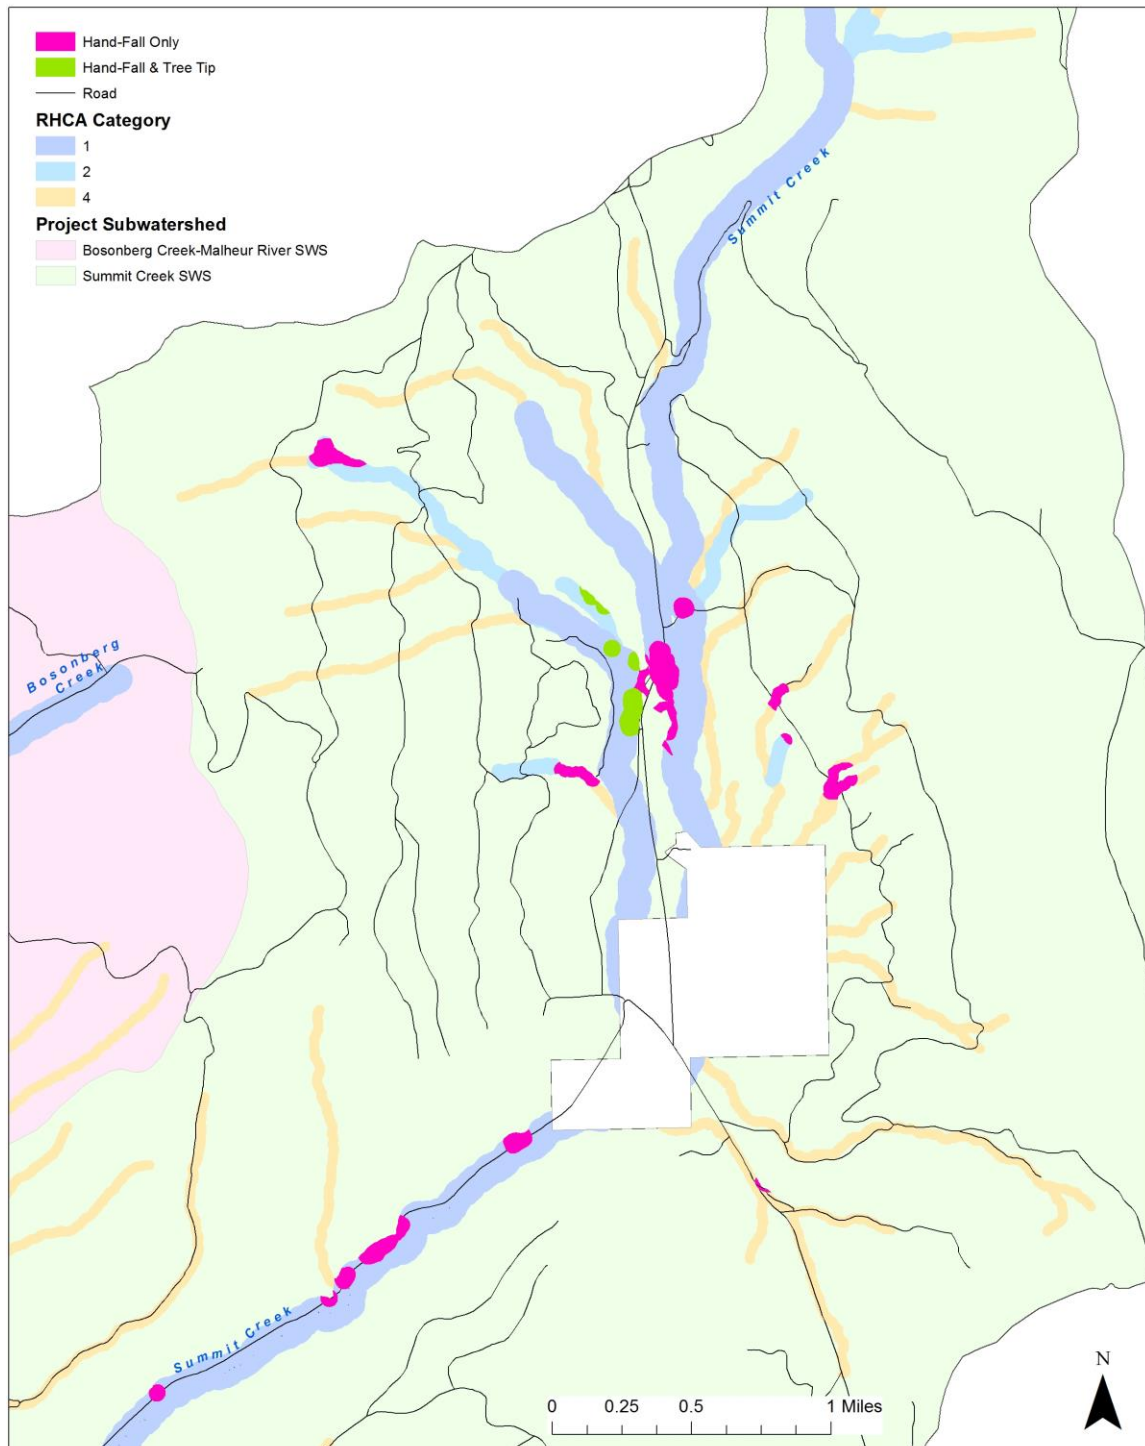 Hand-Fall Only
Hand-Fall & Tree Tip
Road
RHCA Category
1
2
4
Project Subwatershed
Bosonberg Creek-Malheur River SWS
Summit Creek SWS
Summit Creek
Bosonberg
Creek
Summit Creek
0 0.25 0.5 1 Miles
N